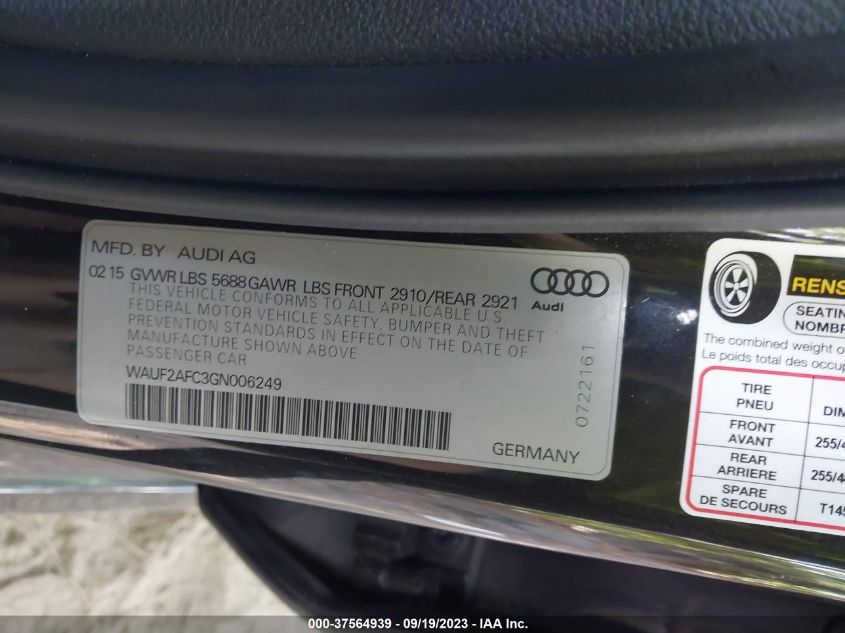 MFD. BY AUDI AG
02 15 GVWR LBS 5688 GAWR LBS FRONT 2910/REAR 2921
THIS VEHICLE CONFORMS TO ALL APPLICABLE U.S
FEDERAL MOTOR VEHICLE SAFETY, BUMPER AND THEFT
PREVENTION STANDARDS IN EFFECT ON THE DATE OF
MANUFACTURE SHOWN ABOVE
PASSENGER CAR
WAUF2AFC3GN006249
Audi
0722161
GERMANY
RENS
SEATIN
NOMBR
The combined weight o
Le poids total des occup
TIRE
PNEU
DIM
FRONT
AVANT
255/4
REAR
ARRIERE
255/4
SPARE
DE SECOURS
T145
000-37564939 - 09/19/2023 - IAA Inc.